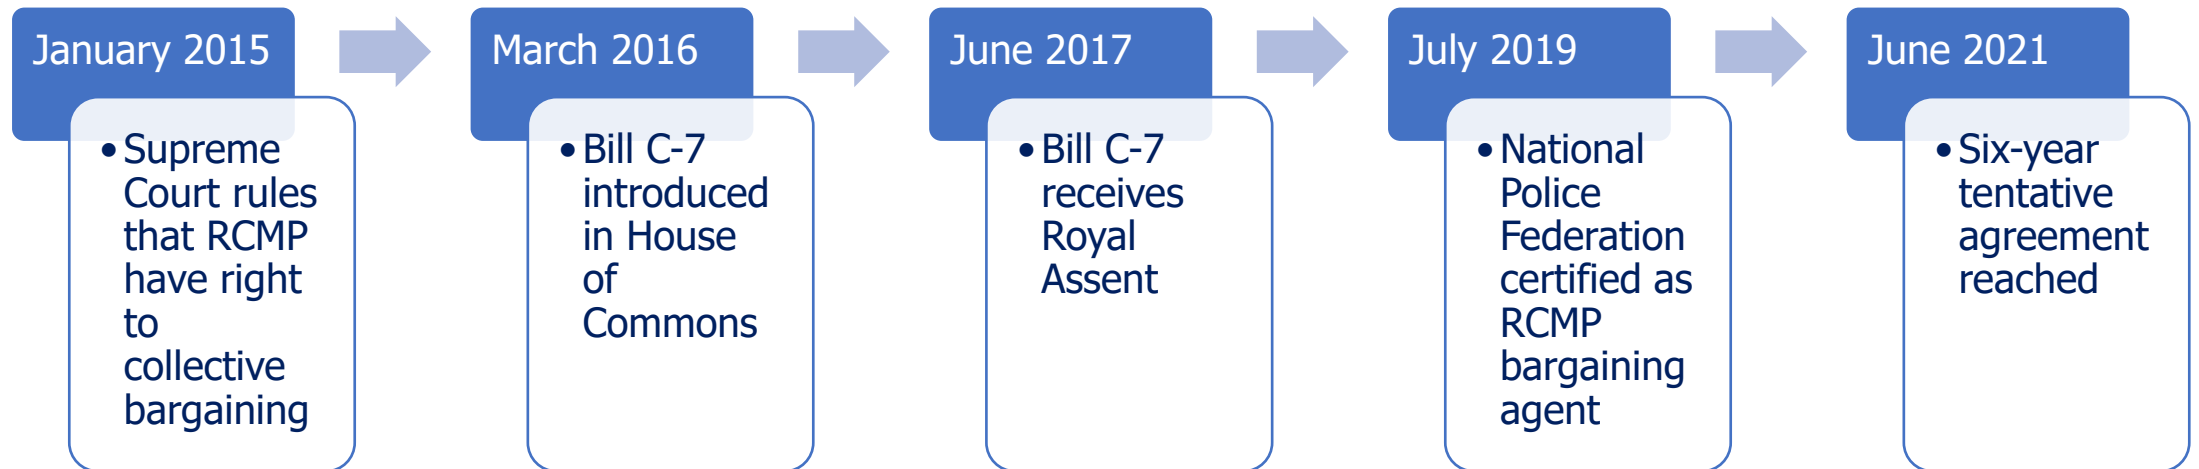 January 2015
• Supreme
Court rules
that RCMP
have right
to
collective
bargaining
March 2016
• Bill C-7
introduced
in House
of
Commons
June 2017
• Bill C-7
receives
Royal
Assent
July 2019
• National
Police
Federation
certified as
RCMP
bargaining
agent
June 2021
• Six-year
tentative
agreement
reached